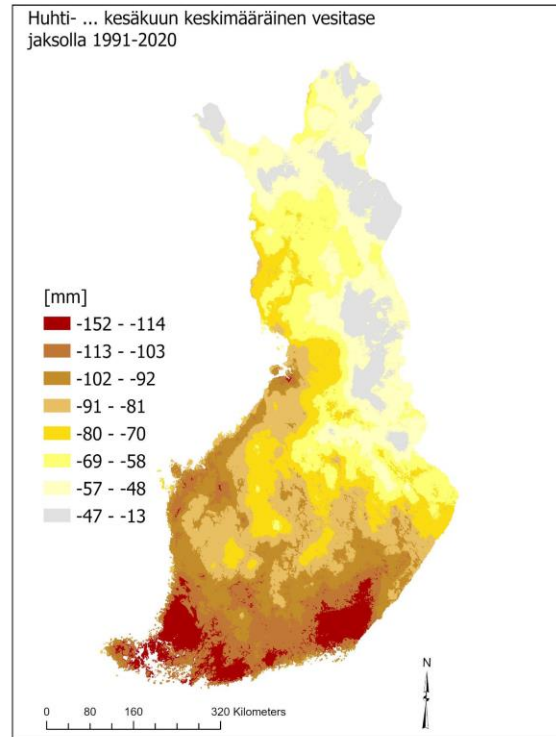 Huhti- ... kesäkuun keskimääräinen vesitase
jaksolla 1991-2020
[mm]
-152 - -114
-113 - -103
-102 - -92
-91 - -81
-80 - -70
-69 - -58
-57 - -48
-47 - -13
N
0 80 160 320 Kilometers